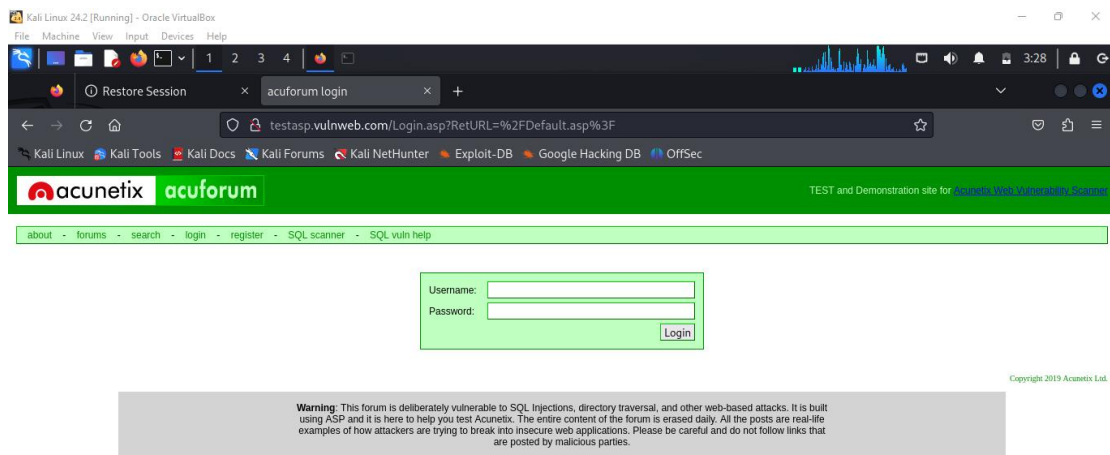 Kali Linux 24.2 [Running] - Oracle VirtualBox
File Machine View Input Devices Help
1 2 3 4
3:28
Restore Session
acuforum login
testasp.vulnweb.com/Login.asp?RetURL=%2FDefault.asp%3F
Kali Linux Kali Tools Kali Docs Kali Forums Kali NetHunter Exploit-DB Google Hacking DB OffSec
acunetix acuforum
TEST and Demonstration site for Acunetix Web Vulnerability Scanner
about - forums - search - login - register - SQL scanner - SQL vuln help
Username:
Password:
Login
Copyright 2019 Acunetix Ltd.
Warning: This forum is deliberately vulnerable to SQL Injections, directory traversal, and other web-based attacks. It is built
using ASP and it is here to help you test Acunetix. The entire content of the forum is erased daily. All the posts are real-life
examples of how attackers are trying to break into insecure web applications. Please be careful and do not follow links that
are posted by malicious parties.